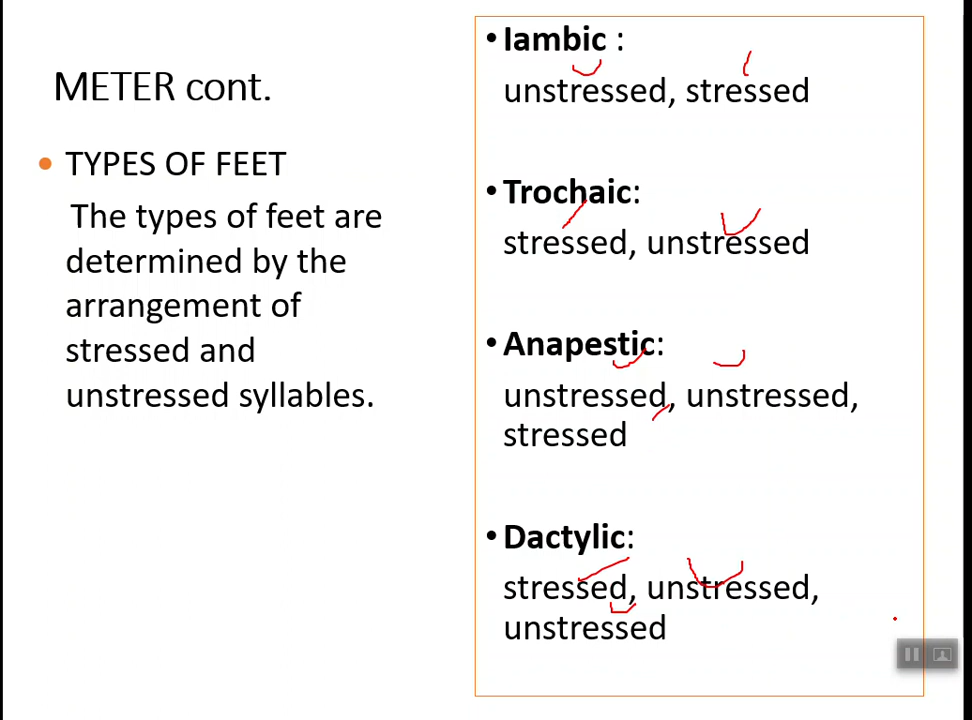 METER cont.
• TYPES OF FEET
The types of feet are
determined by the
arrangement of
stressed and
unstressed syllables.
• Iambic :
unstressed, stressed
• Trochaic:
stressed, unstressed
• Anapestic:
unstressed, unstressed,
stressed
• Dactylic:
stressed, unstressed,
unstressed